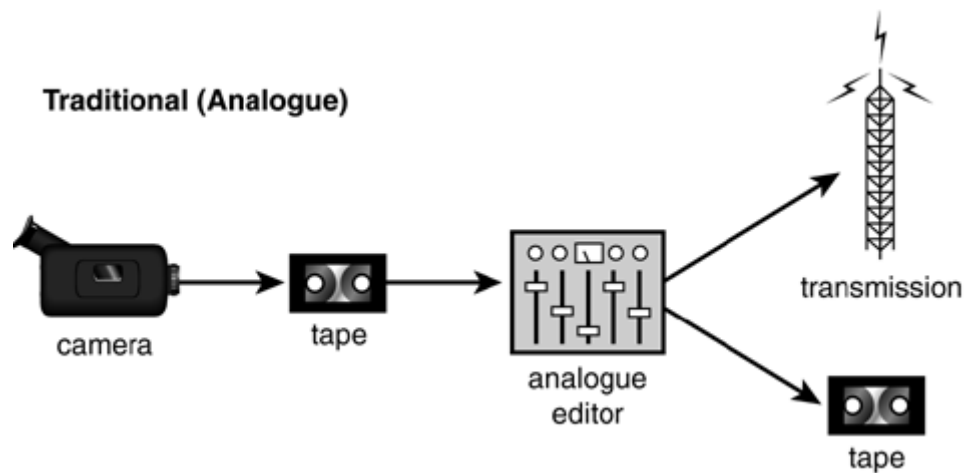 Traditional (Analogue)
camera
tape
analogue
editor
transmission
tape